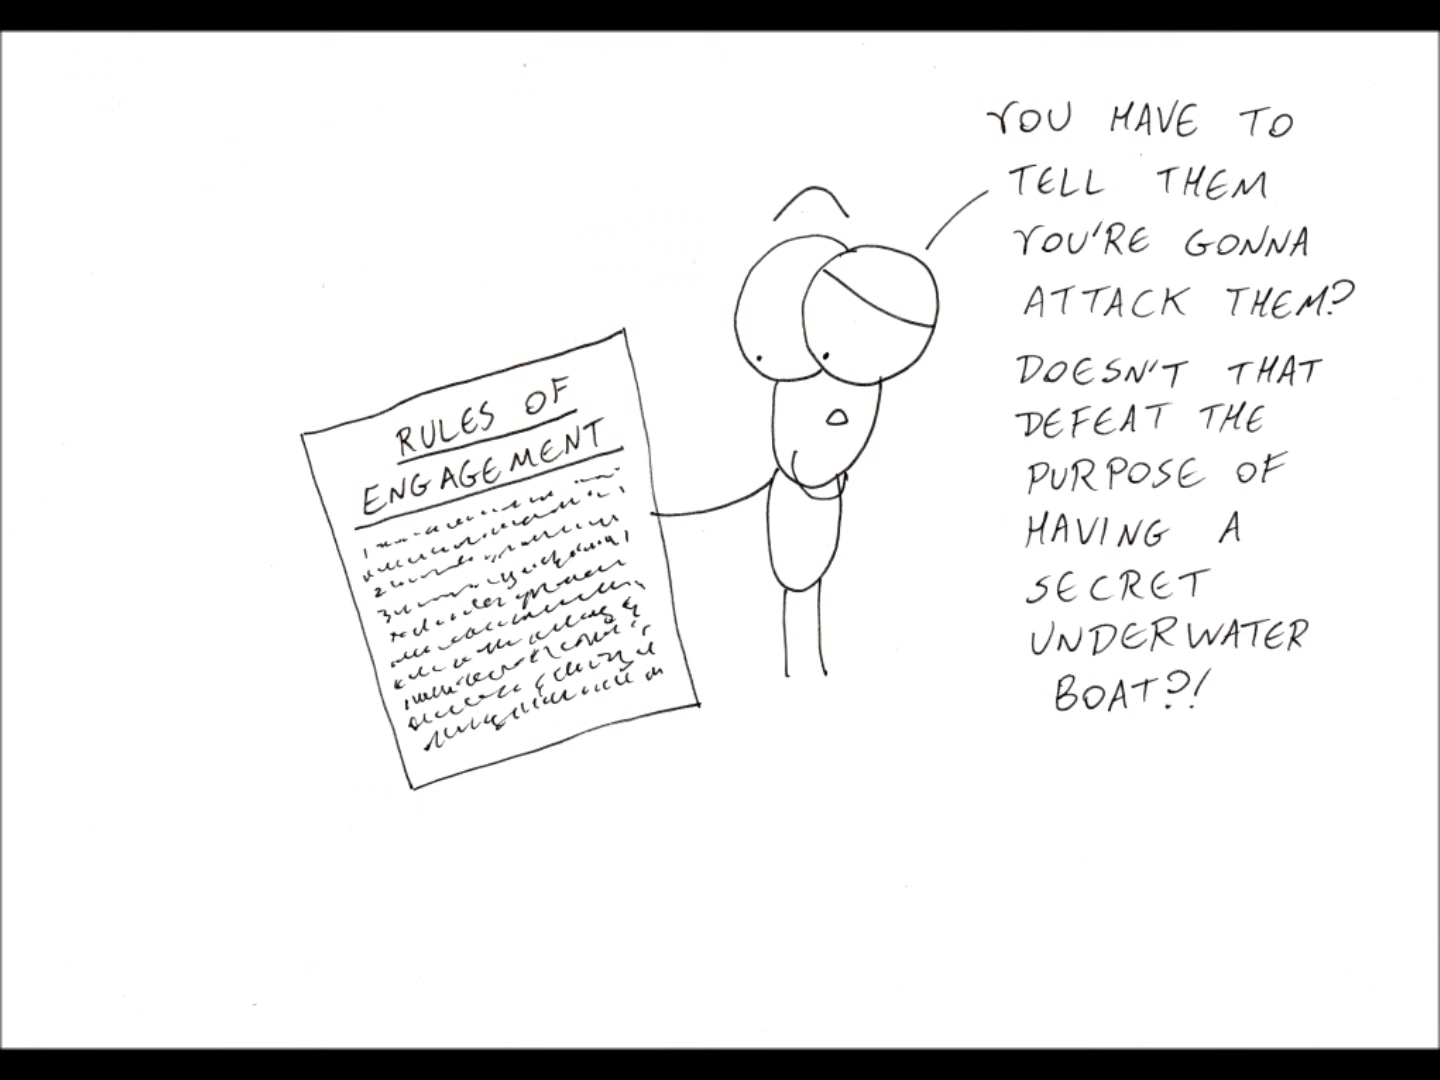 RULES OF
ENGAGEMENT
YOU HAVE TO
TELL THEM
YOU'RE GONNA
ATTACK THEM?
DOESN'T THAT
DEFEAT THE
PURPOSE OF
HAVING A
SECRET
UNDERWATER
BOAT?!